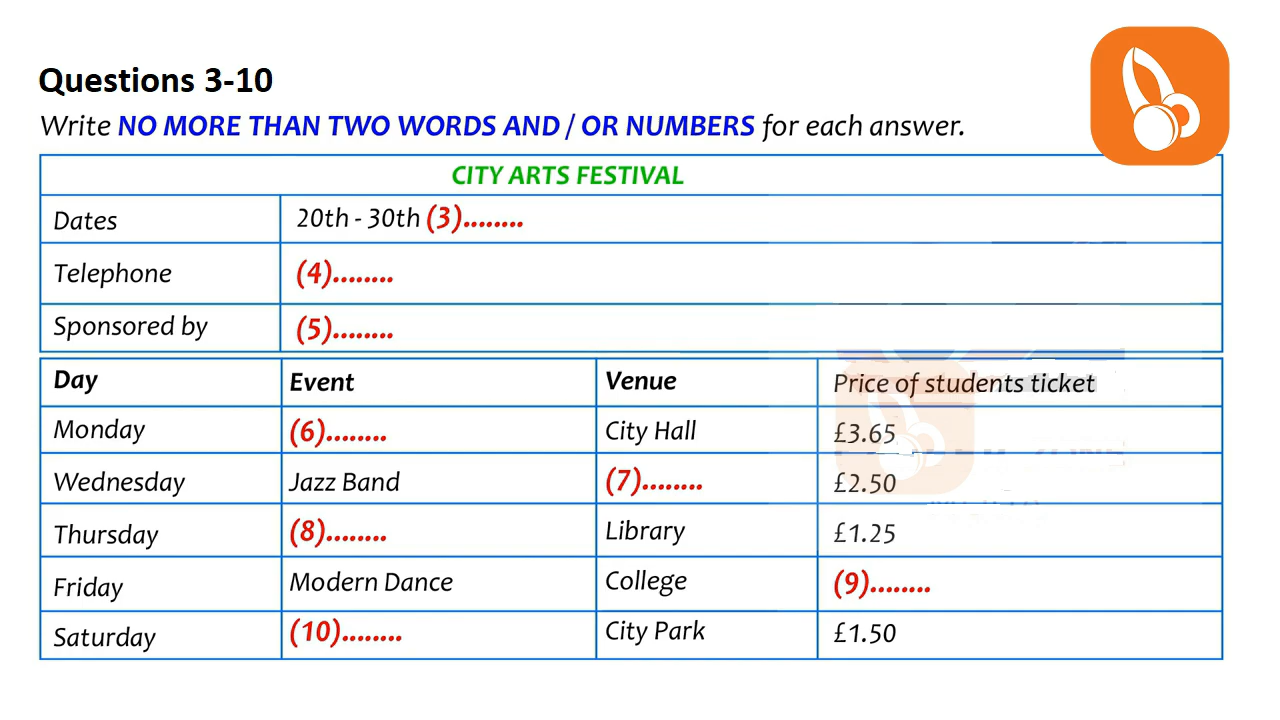 Questions 3-10
Write NO MORE THAN TWO WORDS AND / OR NUMBERS for each answer.
CITY ARTS FESTIVAL
Dates 20th - 30th (3)........
Telephone (4)........
Sponsored by (5)........
Day Event Venue Price of students ticket
Monday (6)........ City Hall £3.65
Wednesday Jazz Band (7)........ £2.50
Thursday (8)........ Library £1.25
Friday Modern Dance College (9)........
Saturday (10)........ City Park £1.50